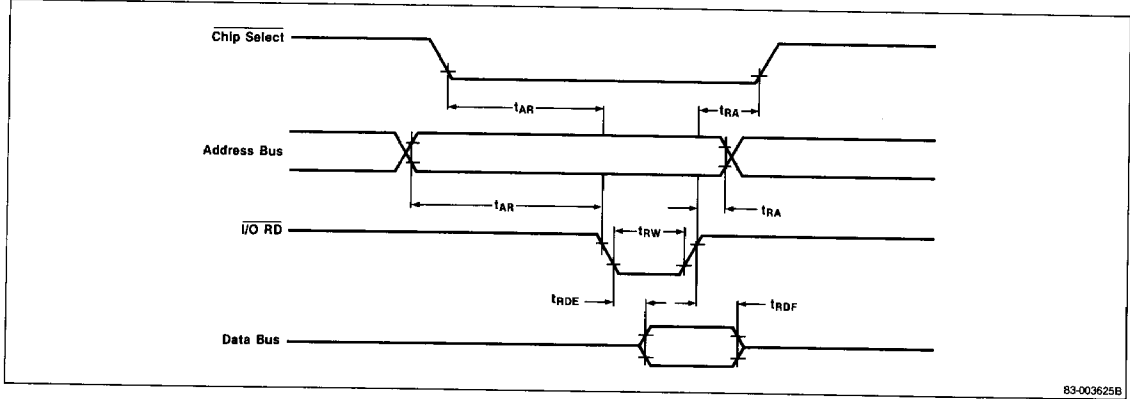 Chip Select
tAR
tRA
Address Bus
tAR
tRA
I/O RD
tRW
tRDE
tRDF
Data Bus
83-003625B